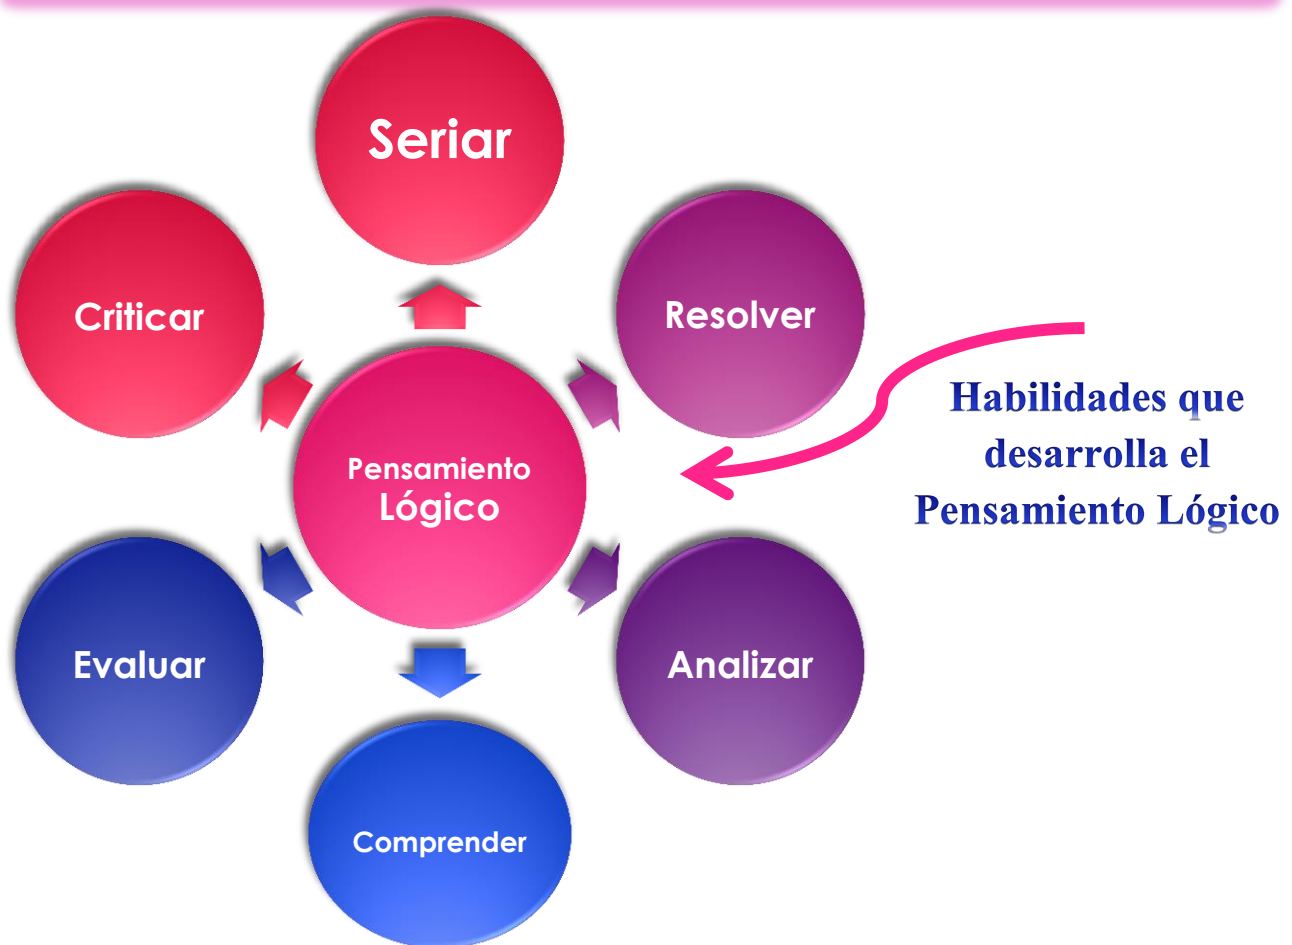 Seriar
Criticar
Resolver
Pensamiento
Lógico
Habilidades que
desarrolla el
Pensamiento Lógico
Evaluar
Analizar
Comprender